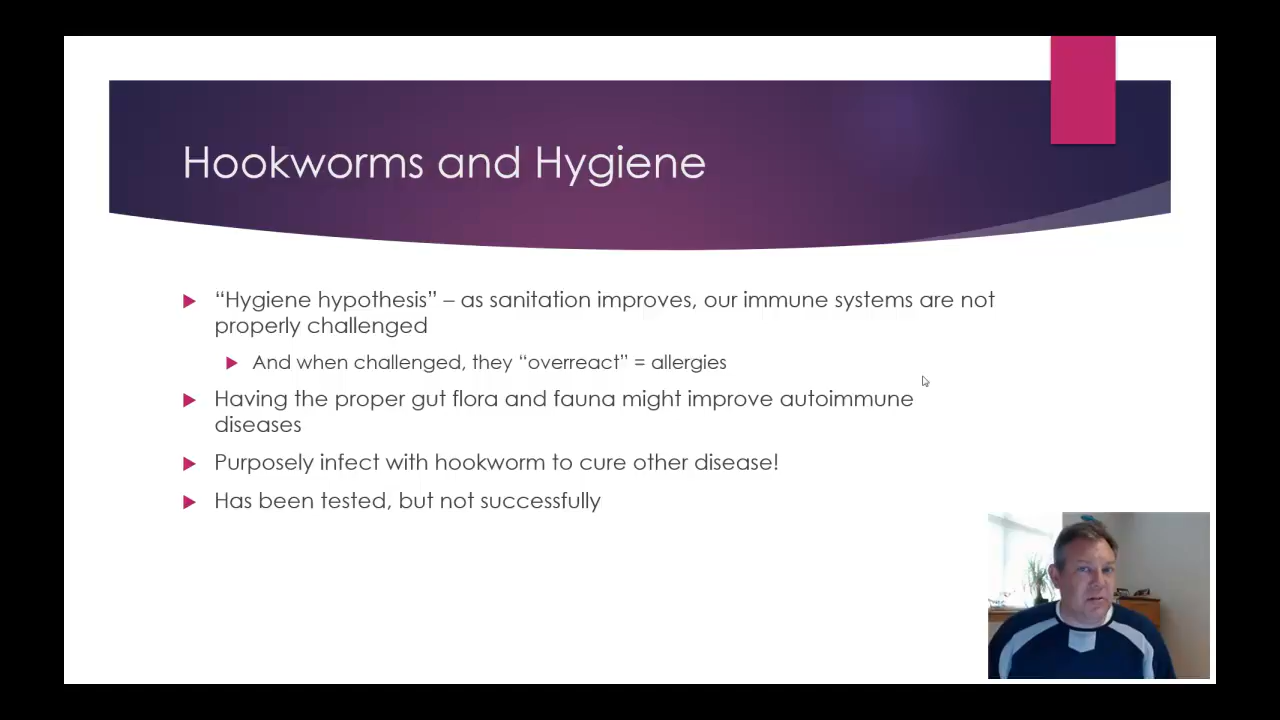 Hookworms and Hygiene
“Hygiene hypothesis” – as sanitation improves, our immune systems are not
properly challenged
And when challenged, they “overreact” = allergies
Having the proper gut flora and fauna might improve autoimmune
diseases
Purposely infect with hookworm to cure other disease!
Has been tested, but not successfully